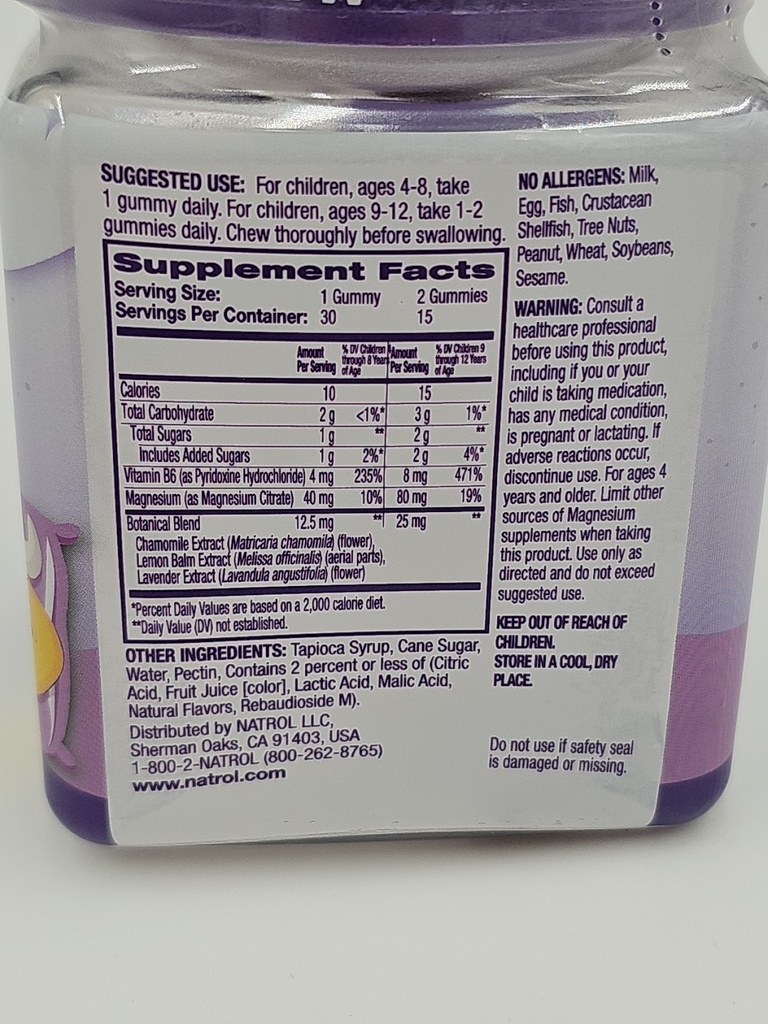 SUGGESTED USE: For children, ages 4-8, take
1 gummy daily. For children, ages 9-12, take 1-2
gummies daily. Chew thoroughly before swallowing.
Supplement Facts
Serving Size: 1 Gummy 2 Gummies
Servings Per Container: 30 15
Amount Per Serving % DV Children through 8 Years of Age Amount Per Serving % DV Children 9 through 12 Years of Age
Calories 10 15
Total Carbohydrate 2 g <1%* 3 g 1%*
Total Sugars 1 g ** 2 g **
Includes Added Sugars 1 g 2%* 2 g 4%*
Vitamin B6 (as Pyridoxine Hydrochloride) 4 mg 235% 8 mg 471%
Magnesium (as Magnesium Citrate) 40 mg 10% 80 mg 19%
Botanical Blend 12.5 mg ** 25 mg **
Chamomile Extract (Matricaria chamomila) (flower),
Lemon Balm Extract (Melissa officinalis) (aerial parts),
Lavender Extract (Lavandula angustifolia) (flower)
*Percent Daily Values are based on a 2,000 calorie diet.
**Daily Value (DV) not established.
OTHER INGREDIENTS: Tapioca Syrup, Cane Sugar,
Water, Pectin, Contains 2 percent or less of (Citric
Acid, Fruit Juice [color], Lactic Acid, Malic Acid,
Natural Flavors, Rebaudioside M).
Distributed by NATROL LLC,
Sherman Oaks, CA 91403, USA
1-800-2-NATROL (800-262-8765)
www.natrol.com
NO ALLERGENS: Milk,
Egg, Fish, Crustacean
Shellfish, Tree Nuts,
Peanut, Wheat, Soybeans,
Sesame.
WARNING: Consult a
healthcare professional
before using this product,
including if you or your
child is taking medication,
has any medical condition,
is pregnant or lactating. If
adverse reactions occur,
discontinue use. For ages 4
years and older. Limit other
sources of Magnesium
supplements when taking
this product. Use only as
directed and do not exceed
suggested use.
KEEP OUT OF REACH OF
CHILDREN.
STORE IN A COOL, DRY
PLACE.
Do not use if safety seal
is damaged or missing.